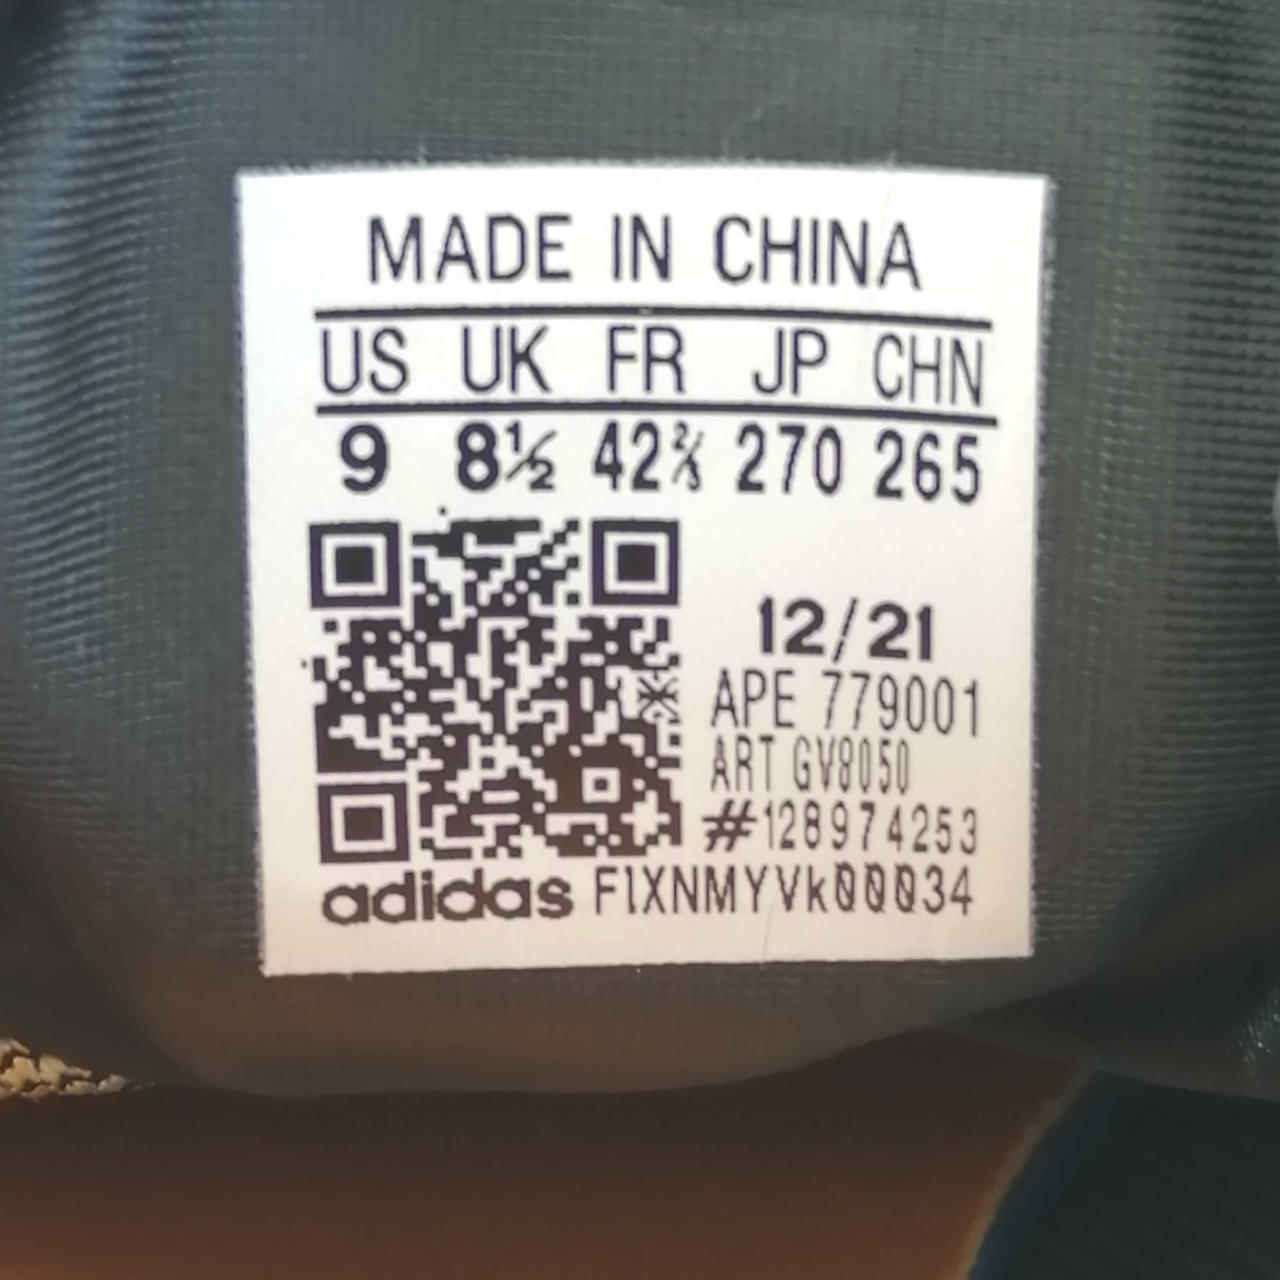 MADE IN CHINA
US UK FR JP CHN
9 8½ 42⅔ 270 265
12/21
APE 779001
ART GV8050
#128974253
adidas F1XNMYVk00034